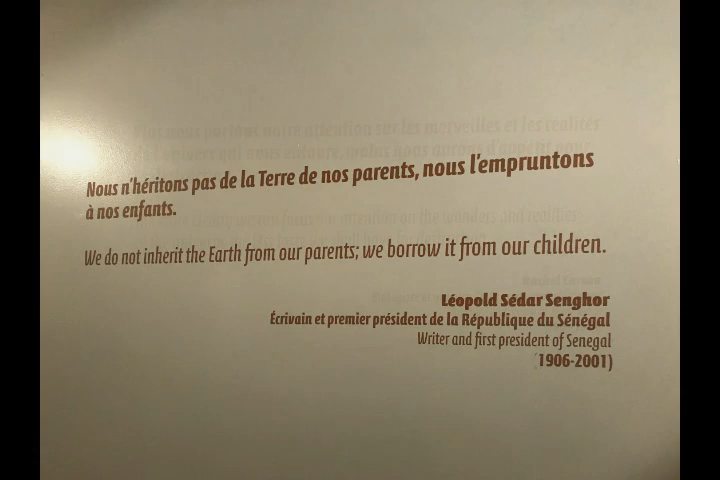 Nous n'héritons pas de la Terre de nos parents, nous l'empruntons
à nos enfants.
We do not inherit the Earth from our parents; we borrow it from our children.
Léopold Sédar Senghor
Écrivain et premier président de la République du Sénégal
Writer and first president of Senegal
(1906-2001)